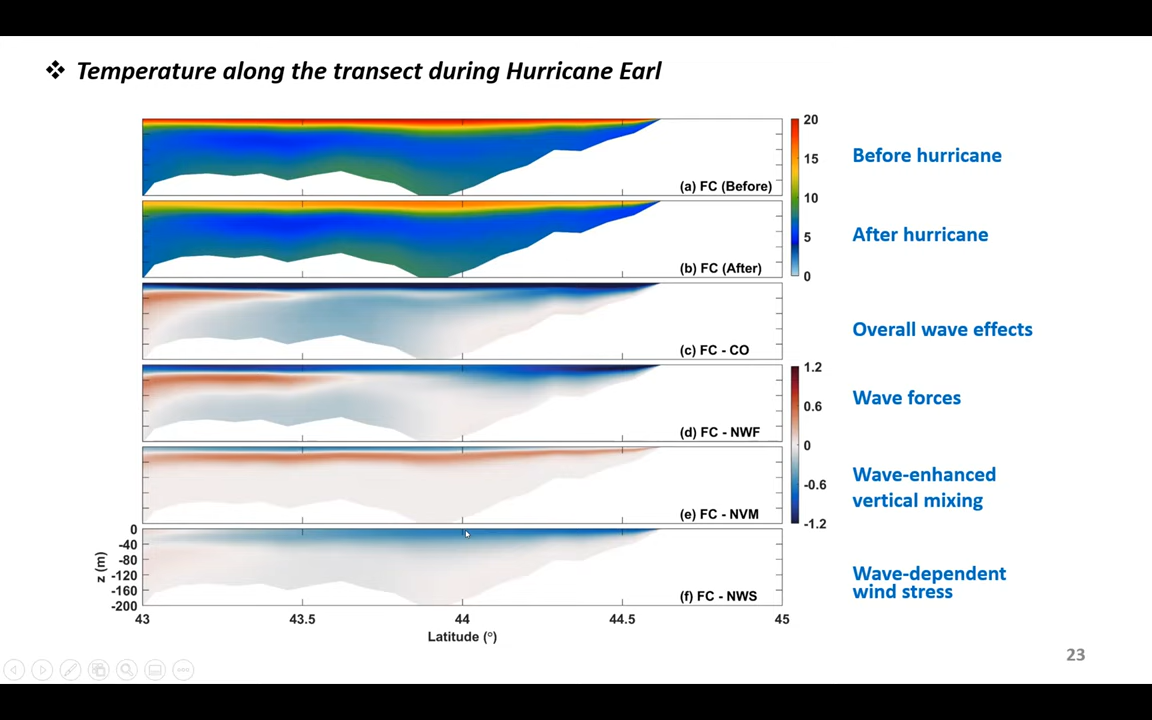 ❖ Temperature along the transect during Hurricane Earl
20
15
10
5
0
(a) FC (Before)
Before hurricane
(b) FC (After)
After hurricane
(c) FC - CO
Overall wave effects
1.2
0.6
0
-0.6
-1.2
(d) FC - NWF
Wave forces
(e) FC - NVM
Wave-enhanced
vertical mixing
0
-40
-80
-120
-160
-200
z (m)
(f) FC - NWS
Wave-dependent
wind stress
43
43.5
44
44.5
45
Latitude (°)
23